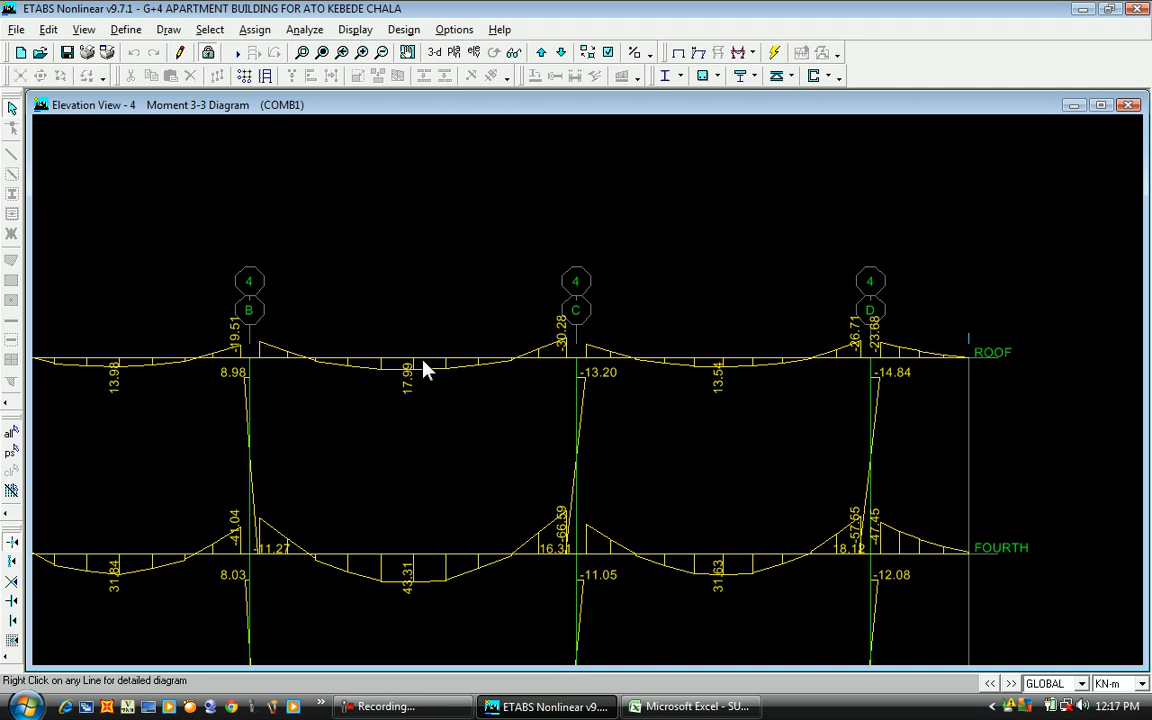 ETABS Nonlinear v9.7.1 - G+4 APARTMENT BUILDING FOR ATO KEBEDE CHALA
File Edit View Define Draw Select Assign Analyze Display Design Options Help
3-d
all
ps
clr
Elevation View - 4 Moment 3-3 Diagram (COMB1)
4 4 4
B C D
-19.51 -30.28 -26.71 -23.68
ROOF
13.98 8.98 17.99 -13.20 13.54 -14.84
-41.04 -66.59 -57.55 -47.45
-11.27 16.31 18.12 FOURTH
31.84 8.03 43.31 -11.05 31.63 -12.08
Right Click on any Line for detailed diagram
GLOBAL KN-m
Recording... ETABS Nonlinear v9.... Microsoft Excel - SU... 12:17 PM